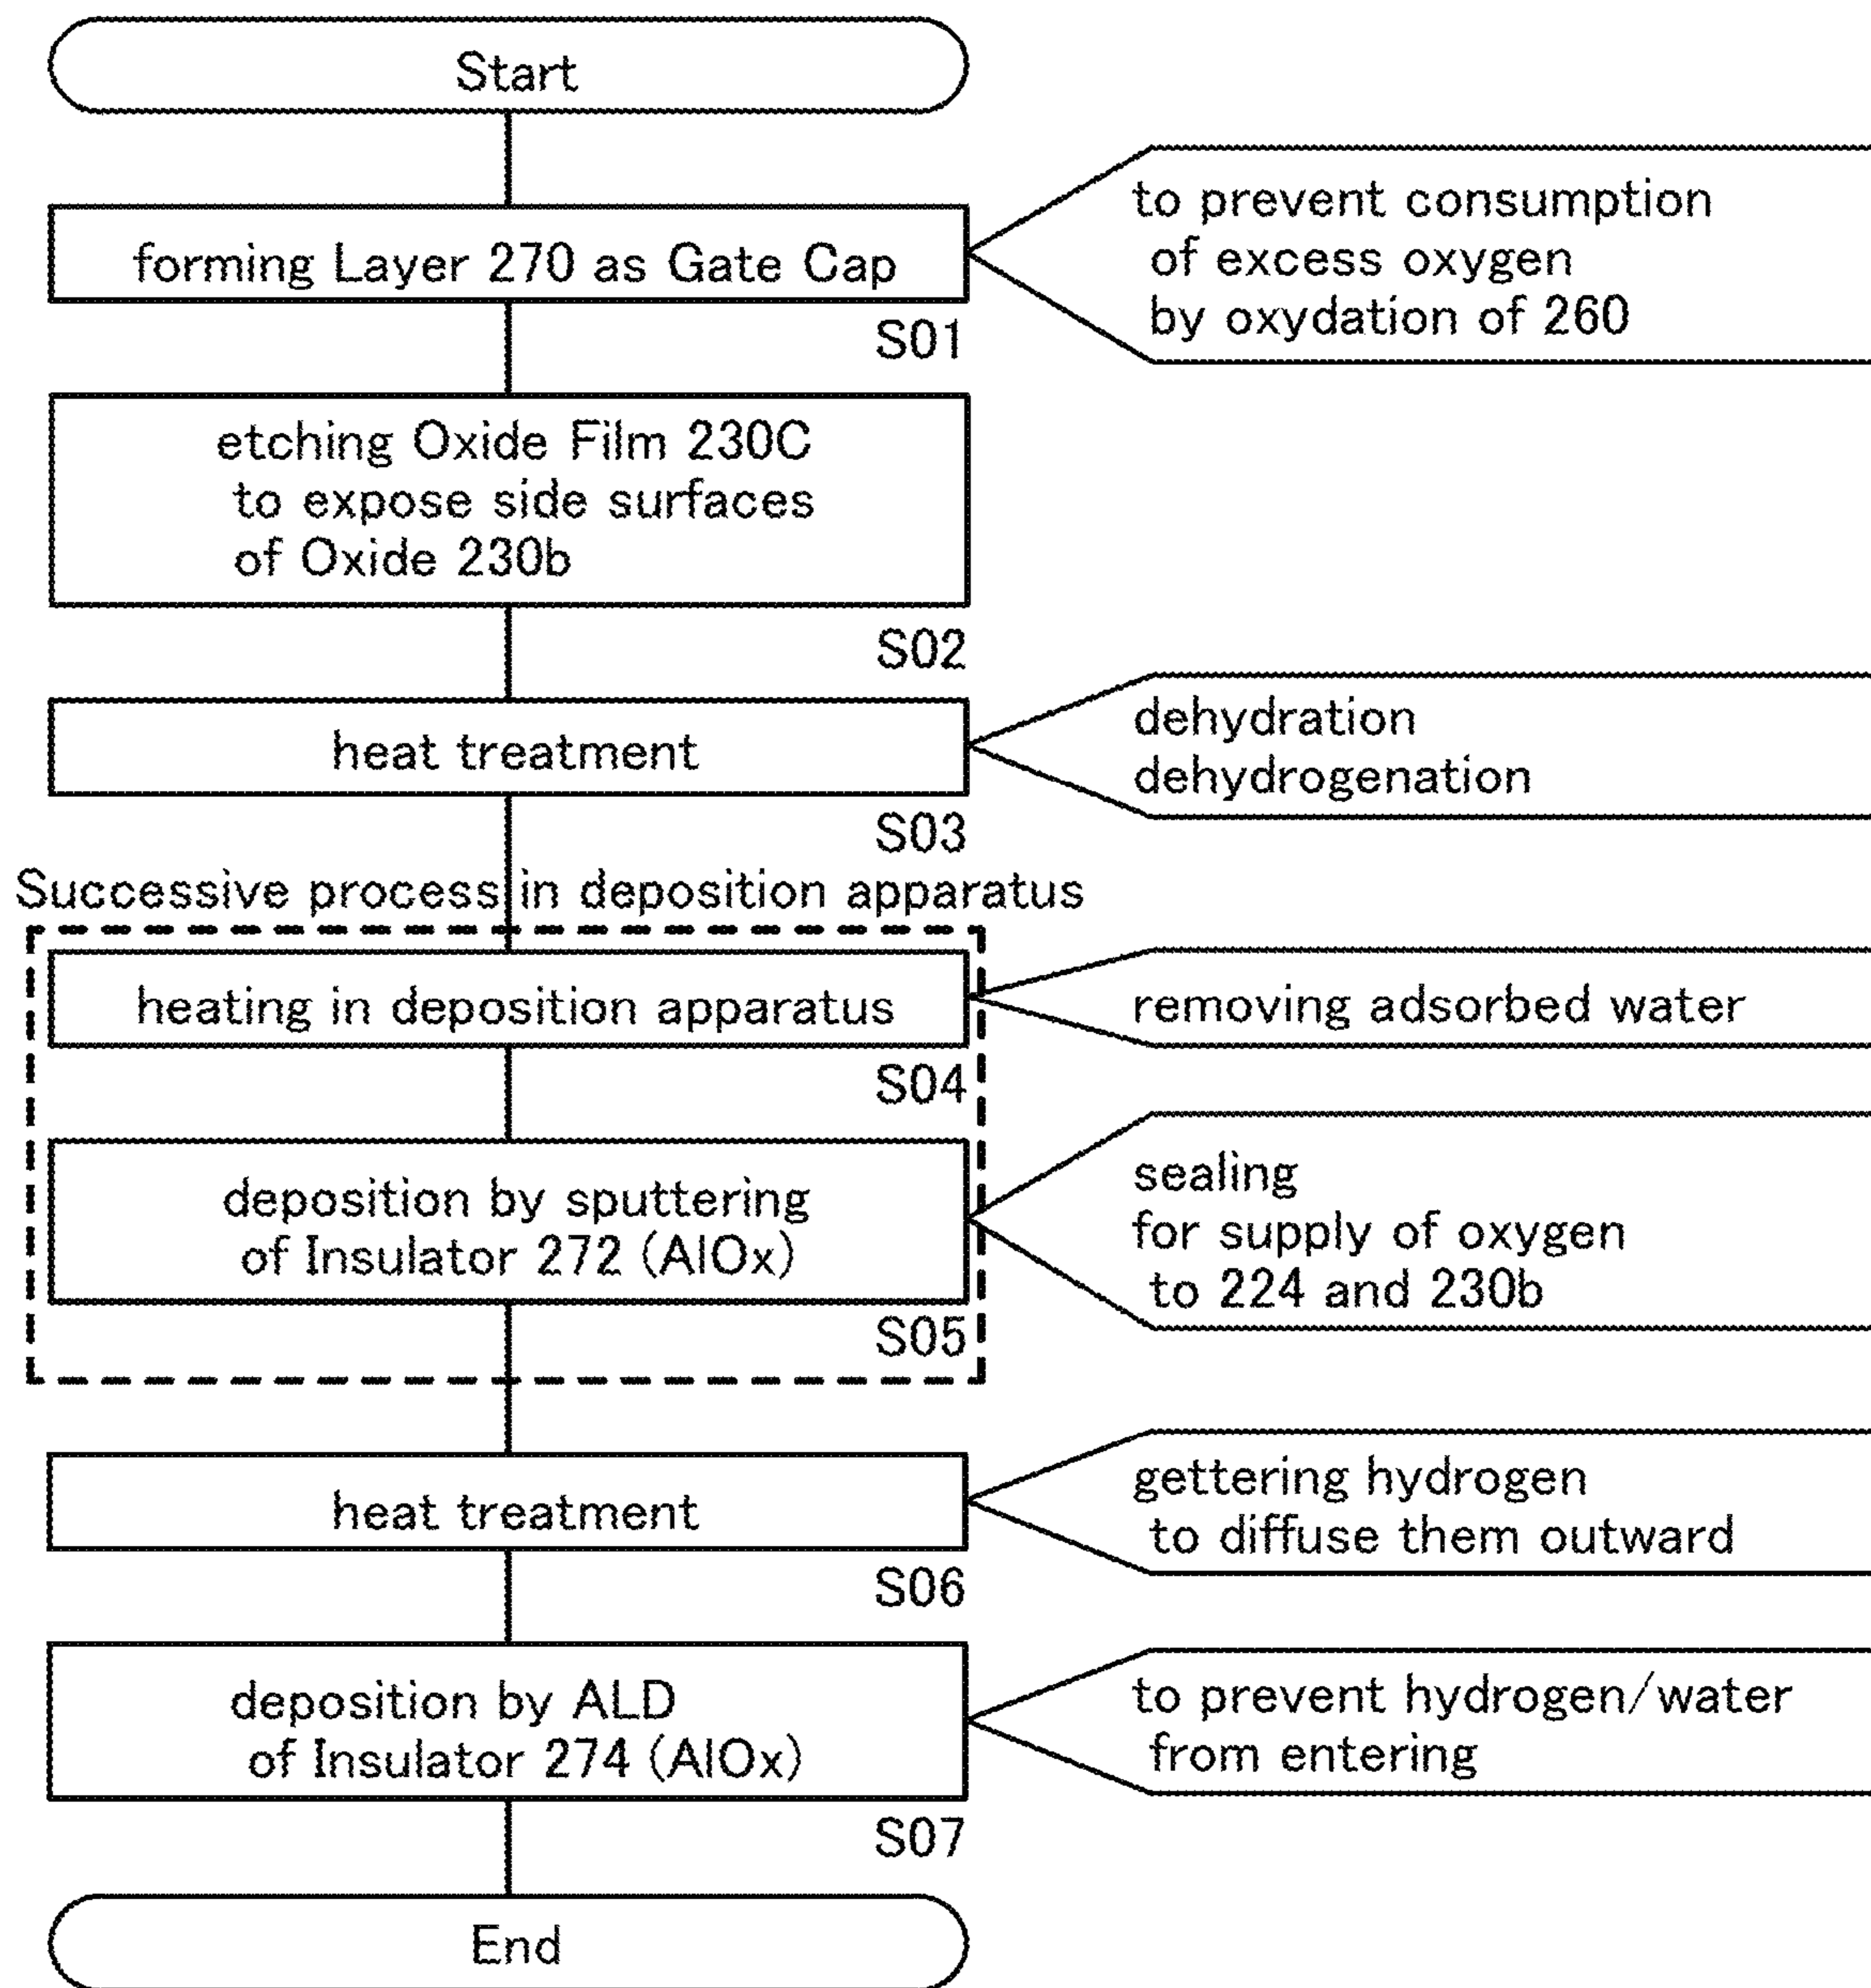 Start
forming Layer 270 as Gate Cap
S01
to prevent consumption
of excess oxygen
by oxydation of 260
etching Oxide Film 230C
to expose side surfaces
of Oxide 230b
S02
heat treatment
S03
dehydration
dehydrogenation
Successive process in deposition apparatus
heating in deposition apparatus
S04
removing adsorbed water
deposition by sputtering
of Insulator 272 (AlOx)
S05
sealing
for supply of oxygen
to 224 and 230b
heat treatment
S06
gettering hydrogen
to diffuse them outward
deposition by ALD
of Insulator 274 (AlOx)
S07
to prevent hydrogen/water
from entering
End